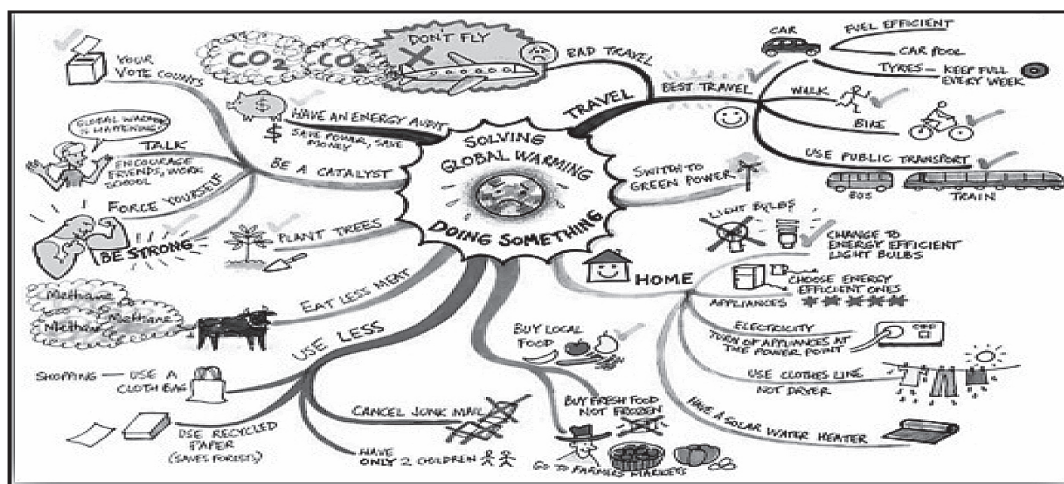 SOLVING
GLOBAL WARMING
DOING SOMETHING
TRAVEL
BAD TRAVEL
DONT FLY
CO2
CO2
BEST TRAVEL
CAR
FUEL EFFICIENT
CAR POOL
TYRES — KEEP FULL
EVERY WEEK
WALK
BIKE
USE PUBLIC TRANSPORT
BUS
TRAIN
SWITCH TO
GREEN POWER
HOME
LIGHT BULBS
CHANGE TO
ENERGY EFFICIENT
LIGHT BULBS
APPLIANCES
CHOOSE ENERGY
EFFICIENT ONES
ELECTRICITY
TURN OF APPLIANCES AT
THE POWER POINT
USE CLOTHES LINE
NOT DRYER
HAVE A SOLAR WATER HEATER
BUY LOCAL
FOOD
BUY FRESH FOOD
NOT FROZEN
GO TO FARMERS MARKETS
USE LESS
SHOPPING — USE A
CLOTH BAG
USE RECYCLED
PAPER
(SAVES FORESTS)
CANCEL JUNK MAIL
HAVE
ONLY 2 CHILDREN
EAT LESS MEAT
Methane
Methane
Methane
PLANT TREES
BE A CATALYST
YOUR
VOTE COUNTS
GLOBAL WARMING
IS HAPPENING!
TALK
ENCOURAGE
FRIENDS, WORK
SCHOOL
FORCE YOURSELF
BE STRONG
HAVE AN ENERGY AUDIT
$ SAVE POWER, SAVE
MONEY